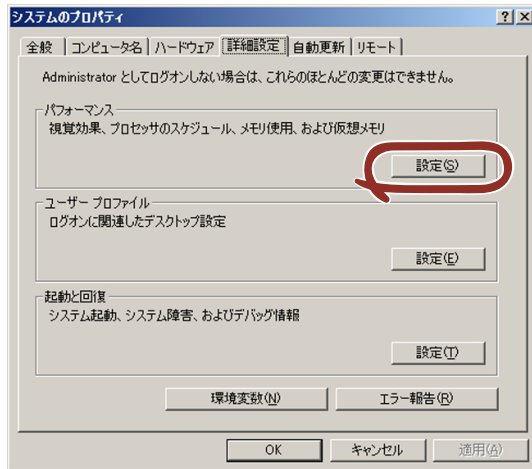 システムのプロパティ
全般 コンピュータ名 ハードウェア 詳細設定 自動更新 リモート
Administrator としてログオンしない場合は、これらのほとんどの変更はできません。
パフォーマンス
視覚効果、プロセッサのスケジュール、メモリ使用、および仮想メモリ
設定(S)
ユーザー プロファイル
ログオンに関連したデスクトップ設定
設定(E)
起動と回復
システム起動、システム障害、およびデバッグ情報
設定(T)
環境変数(N) エラー報告(R)
OK キャンセル 適用(A)